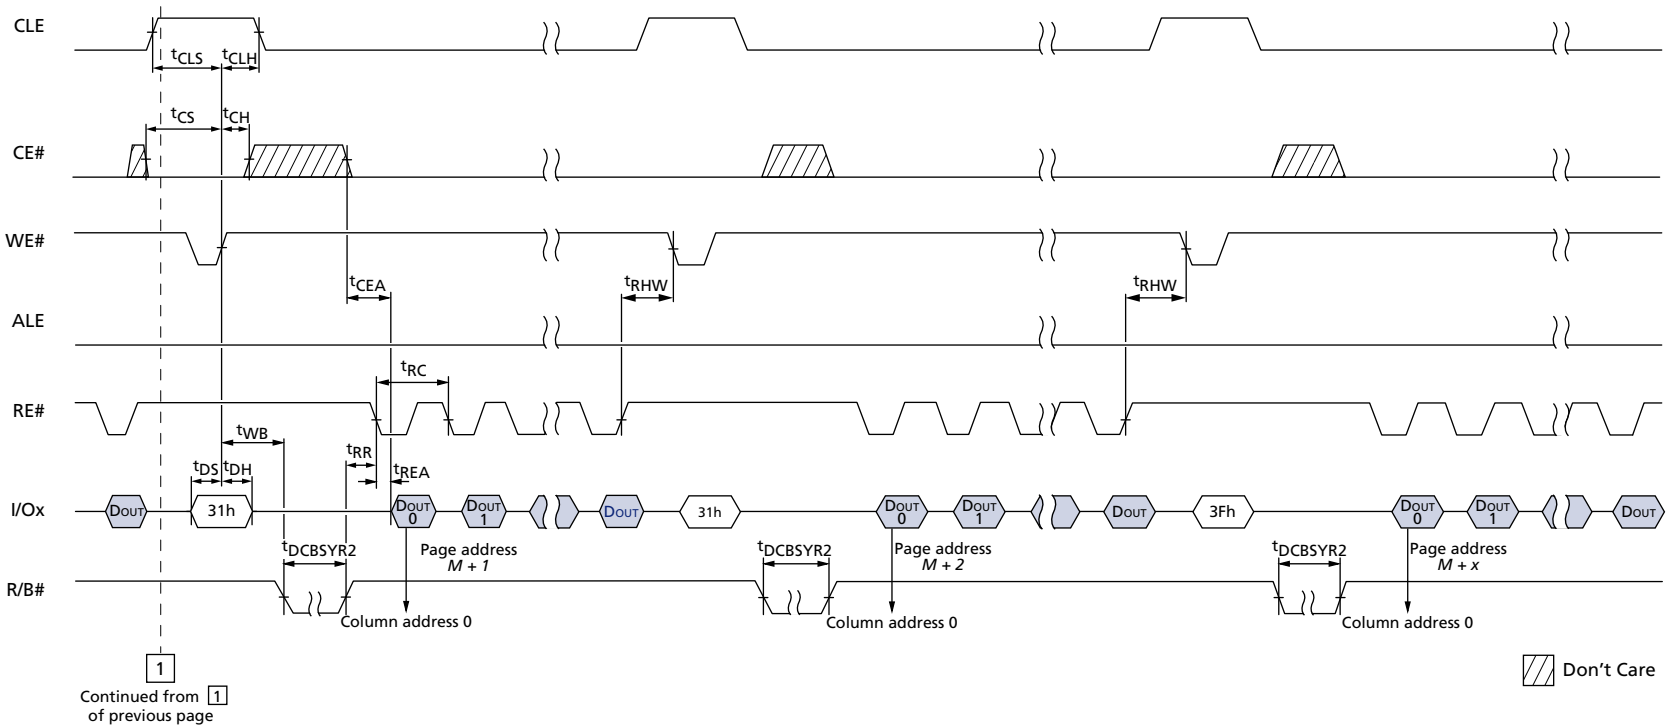 CLE
tCLS tCLH
tCS tCH
CE#
WE#
tCEA tRHW tRHW
ALE
tRC
RE#
tWB
tRR
tDS tDH tREA
I/Ox DOUT 31h DOUT 0 DOUT 1 DOUT 31h DOUT 0 DOUT 1 DOUT 3Fh DOUT 0 DOUT 1 DOUT
tDCBSYR2 Page address tDCBSYR2 Page address tDCBSYR2 Page address
M + 1 M + 2 M + x
R/B#
Column address 0 Column address 0 Column address 0
1
Continued from 1
of previous page
Don't Care